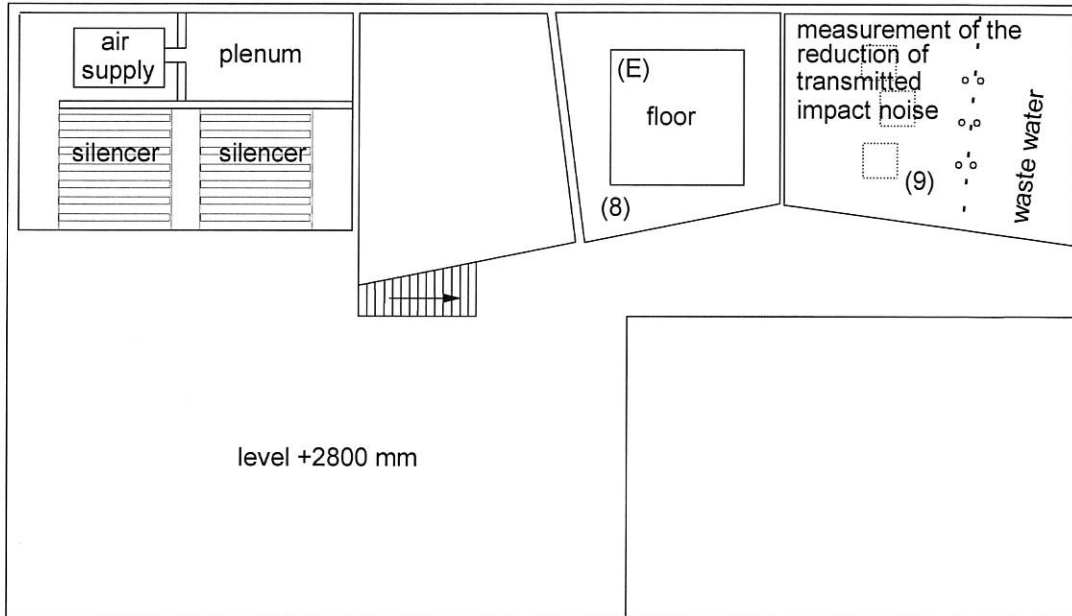 air
supply
plenum
silencer
silencer
(E)
floor
(8)
measurement of the
reduction of
transmitted
impact noise
(9)
waste water
level +2800 mm